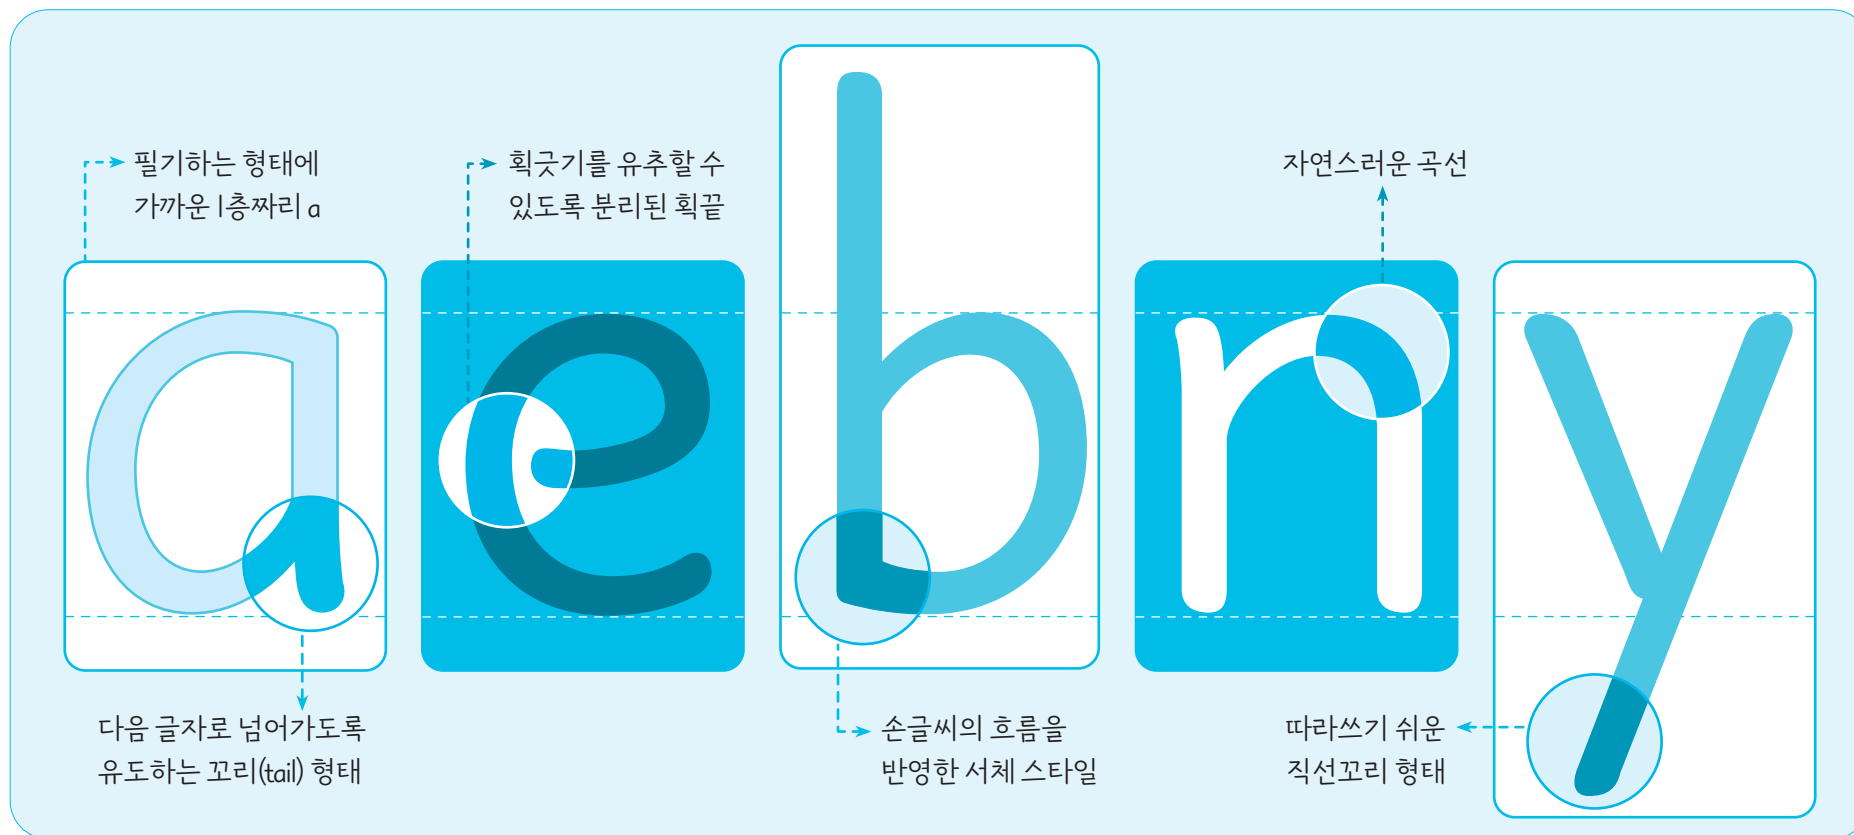 필기하는 형태에
가까운 1층짜리 a
획긋기를 유추할 수
있도록 분리된 획끝
자연스러운 곡선
a
e
b
n
y
다음 글자로 넘어가도록
유도하는 꼬리(tail) 형태
손글씨의 흐름을
반영한 서체 스타일
따라쓰기 쉬운
직선꼬리 형태